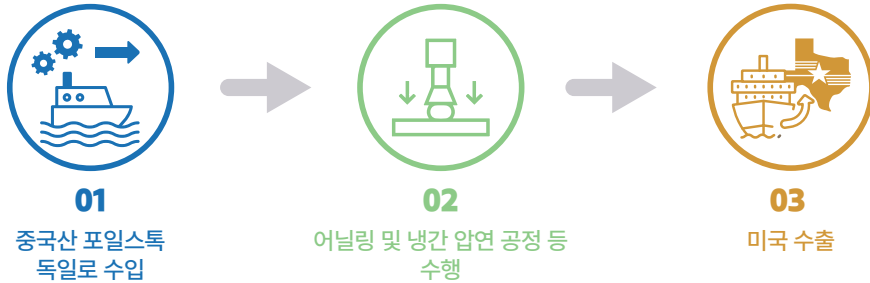 01
중국산 포일스톡
독일로 수입
02
어닐링 및 냉간 압연 공정 등
수행
03
미국 수출